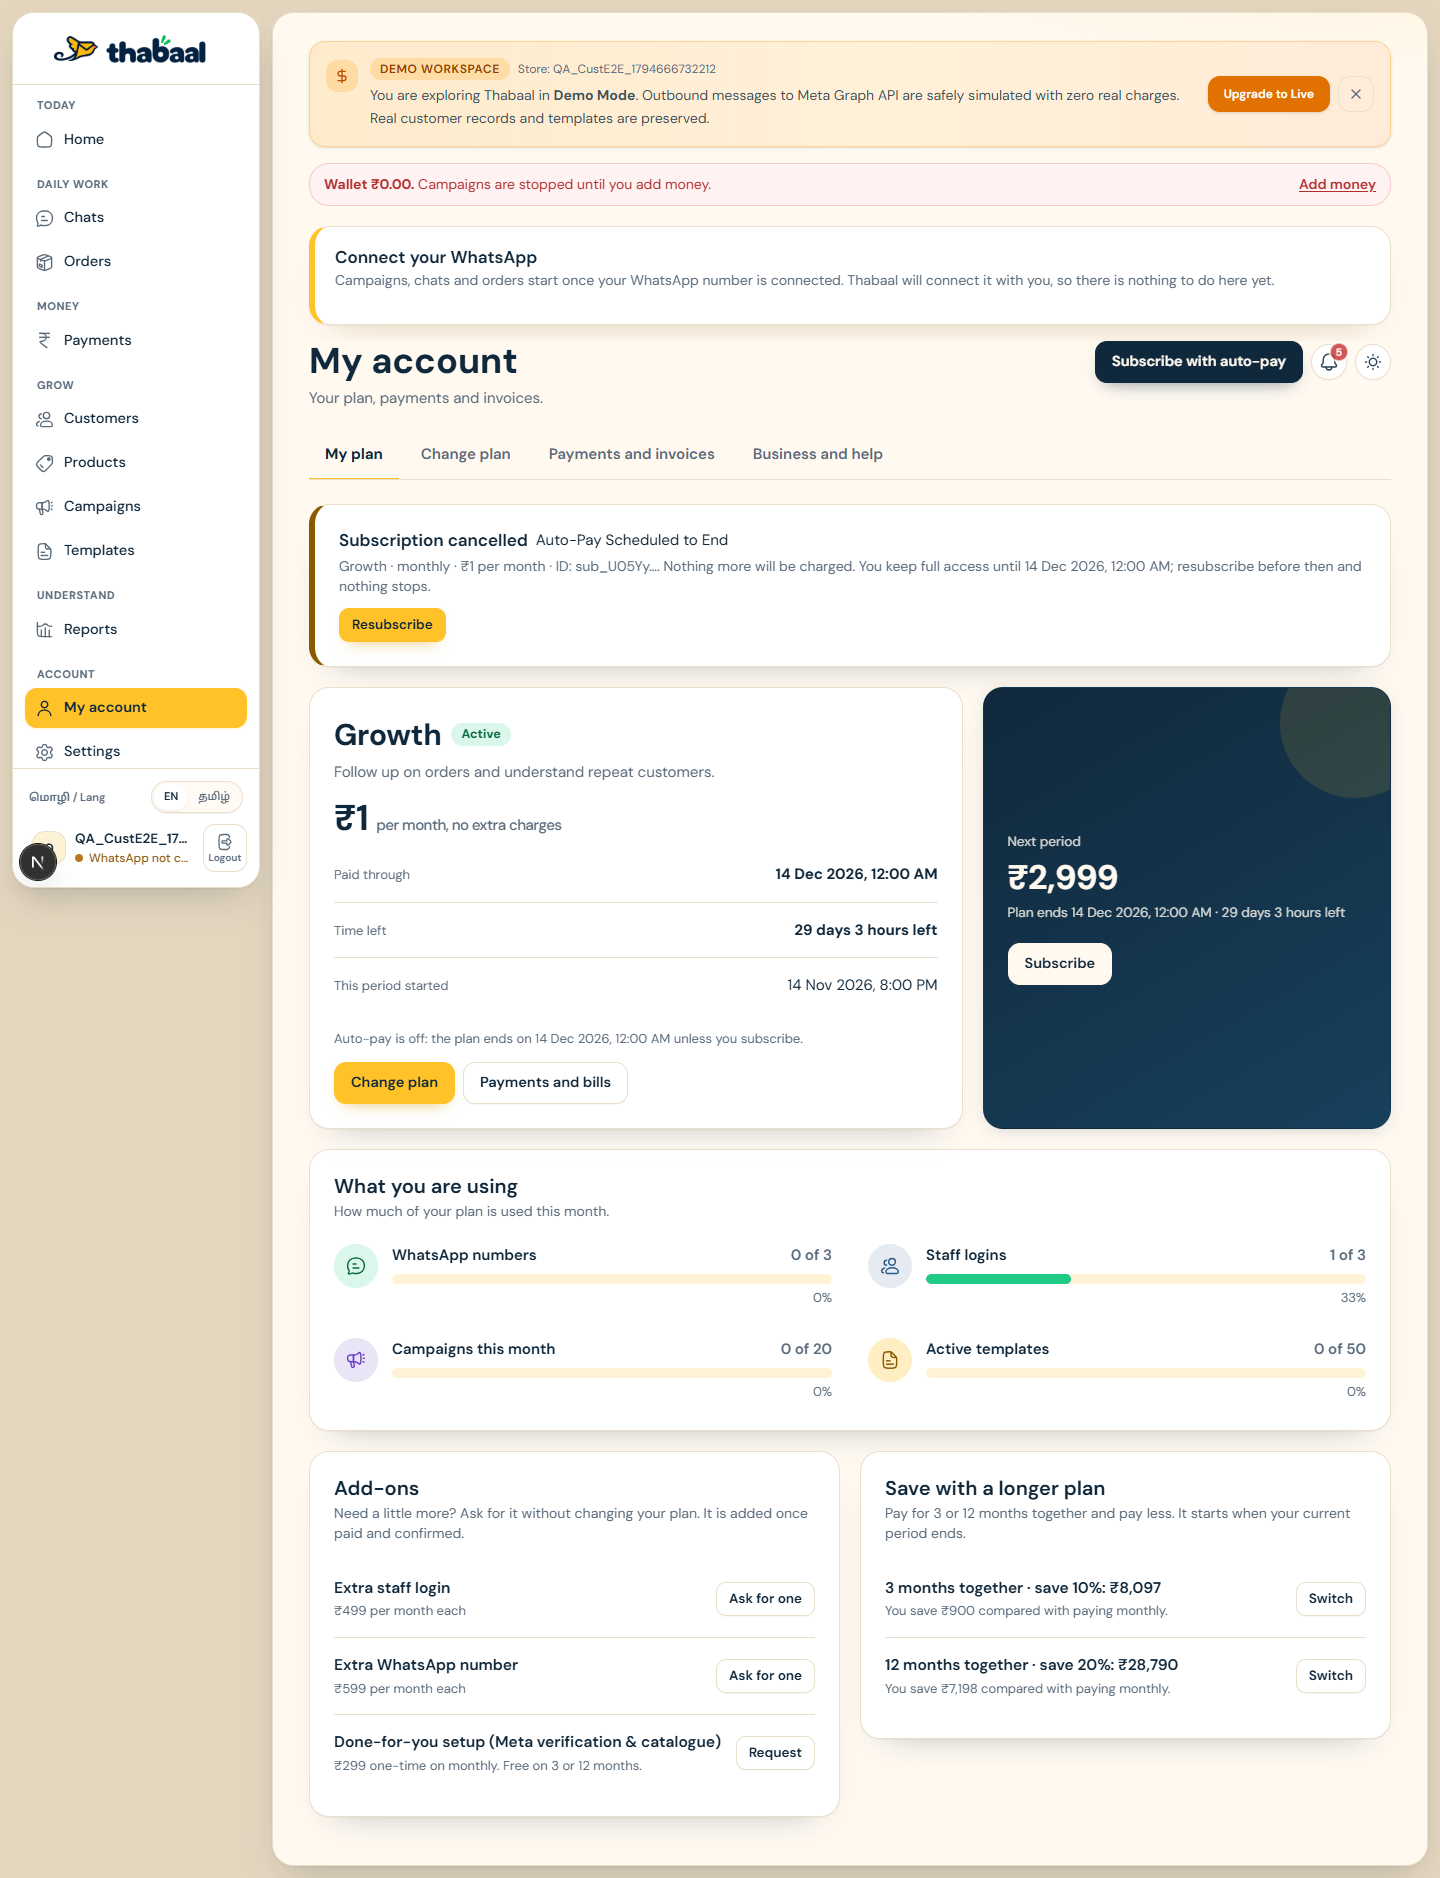 thabaal
TODAY
Home
DAILY WORK
Chats
Orders
MONEY
Payments
GROW
Customers
Products
Campaigns
Templates
UNDERSTAND
Reports
ACCOUNT
My account
Settings
மொழி / Lang
EN
தமிழ்
QA_CustE2E_17...
WhatsApp not c...
Logout
N
DEMO WORKSPACE
Store: QA_CustE2E_1794666732212
You are exploring Thabaal in Demo Mode. Outbound messages to Meta Graph API are safely simulated with zero real charges.
Real customer records and templates are preserved.
Upgrade to Live
Wallet ₹0.00. Campaigns are stopped until you add money.
Add money
Connect your WhatsApp
Campaigns, chats and orders start once your WhatsApp number is connected. Thabaal will connect it with you, so there is nothing to do here yet.
My account
Your plan, payments and invoices.
Subscribe with auto-pay
5
My plan
Change plan
Payments and invoices
Business and help
Subscription cancelled Auto-Pay Scheduled to End
Growth · monthly · ₹1 per month · ID: sub_U05Yy.... Nothing more will be charged. You keep full access until 14 Dec 2026, 12:00 AM; resubscribe before then and
nothing stops.
Resubscribe
Growth
Active
Follow up on orders and understand repeat customers.
₹1 per month, no extra charges
Paid through
14 Dec 2026, 12:00 AM
Time left
29 days 3 hours left
This period started
14 Nov 2026, 8:00 PM
Auto-pay is off: the plan ends on 14 Dec 2026, 12:00 AM unless you subscribe.
Change plan
Payments and bills
Next period
₹2,999
Plan ends 14 Dec 2026, 12:00 AM · 29 days 3 hours left
Subscribe
What you are using
How much of your plan is used this month.
WhatsApp numbers
0 of 3
0%
Staff logins
1 of 3
33%
Campaigns this month
0 of 20
0%
Active templates
0 of 50
0%
Add-ons
Need a little more? Ask for it without changing your plan. It is added once
paid and confirmed.
Extra staff login
₹499 per month each
Ask for one
Extra WhatsApp number
₹599 per month each
Ask for one
Done-for-you setup (Meta verification & catalogue)
₹299 one-time on monthly. Free on 3 or 12 months.
Request
Save with a longer plan
Pay for 3 or 12 months together and pay less. It starts when your current
period ends.
3 months together · save 10%: ₹8,097
You save ₹900 compared with paying monthly.
Switch
12 months together · save 20%: ₹28,790
You save ₹7,198 compared with paying monthly.
Switch